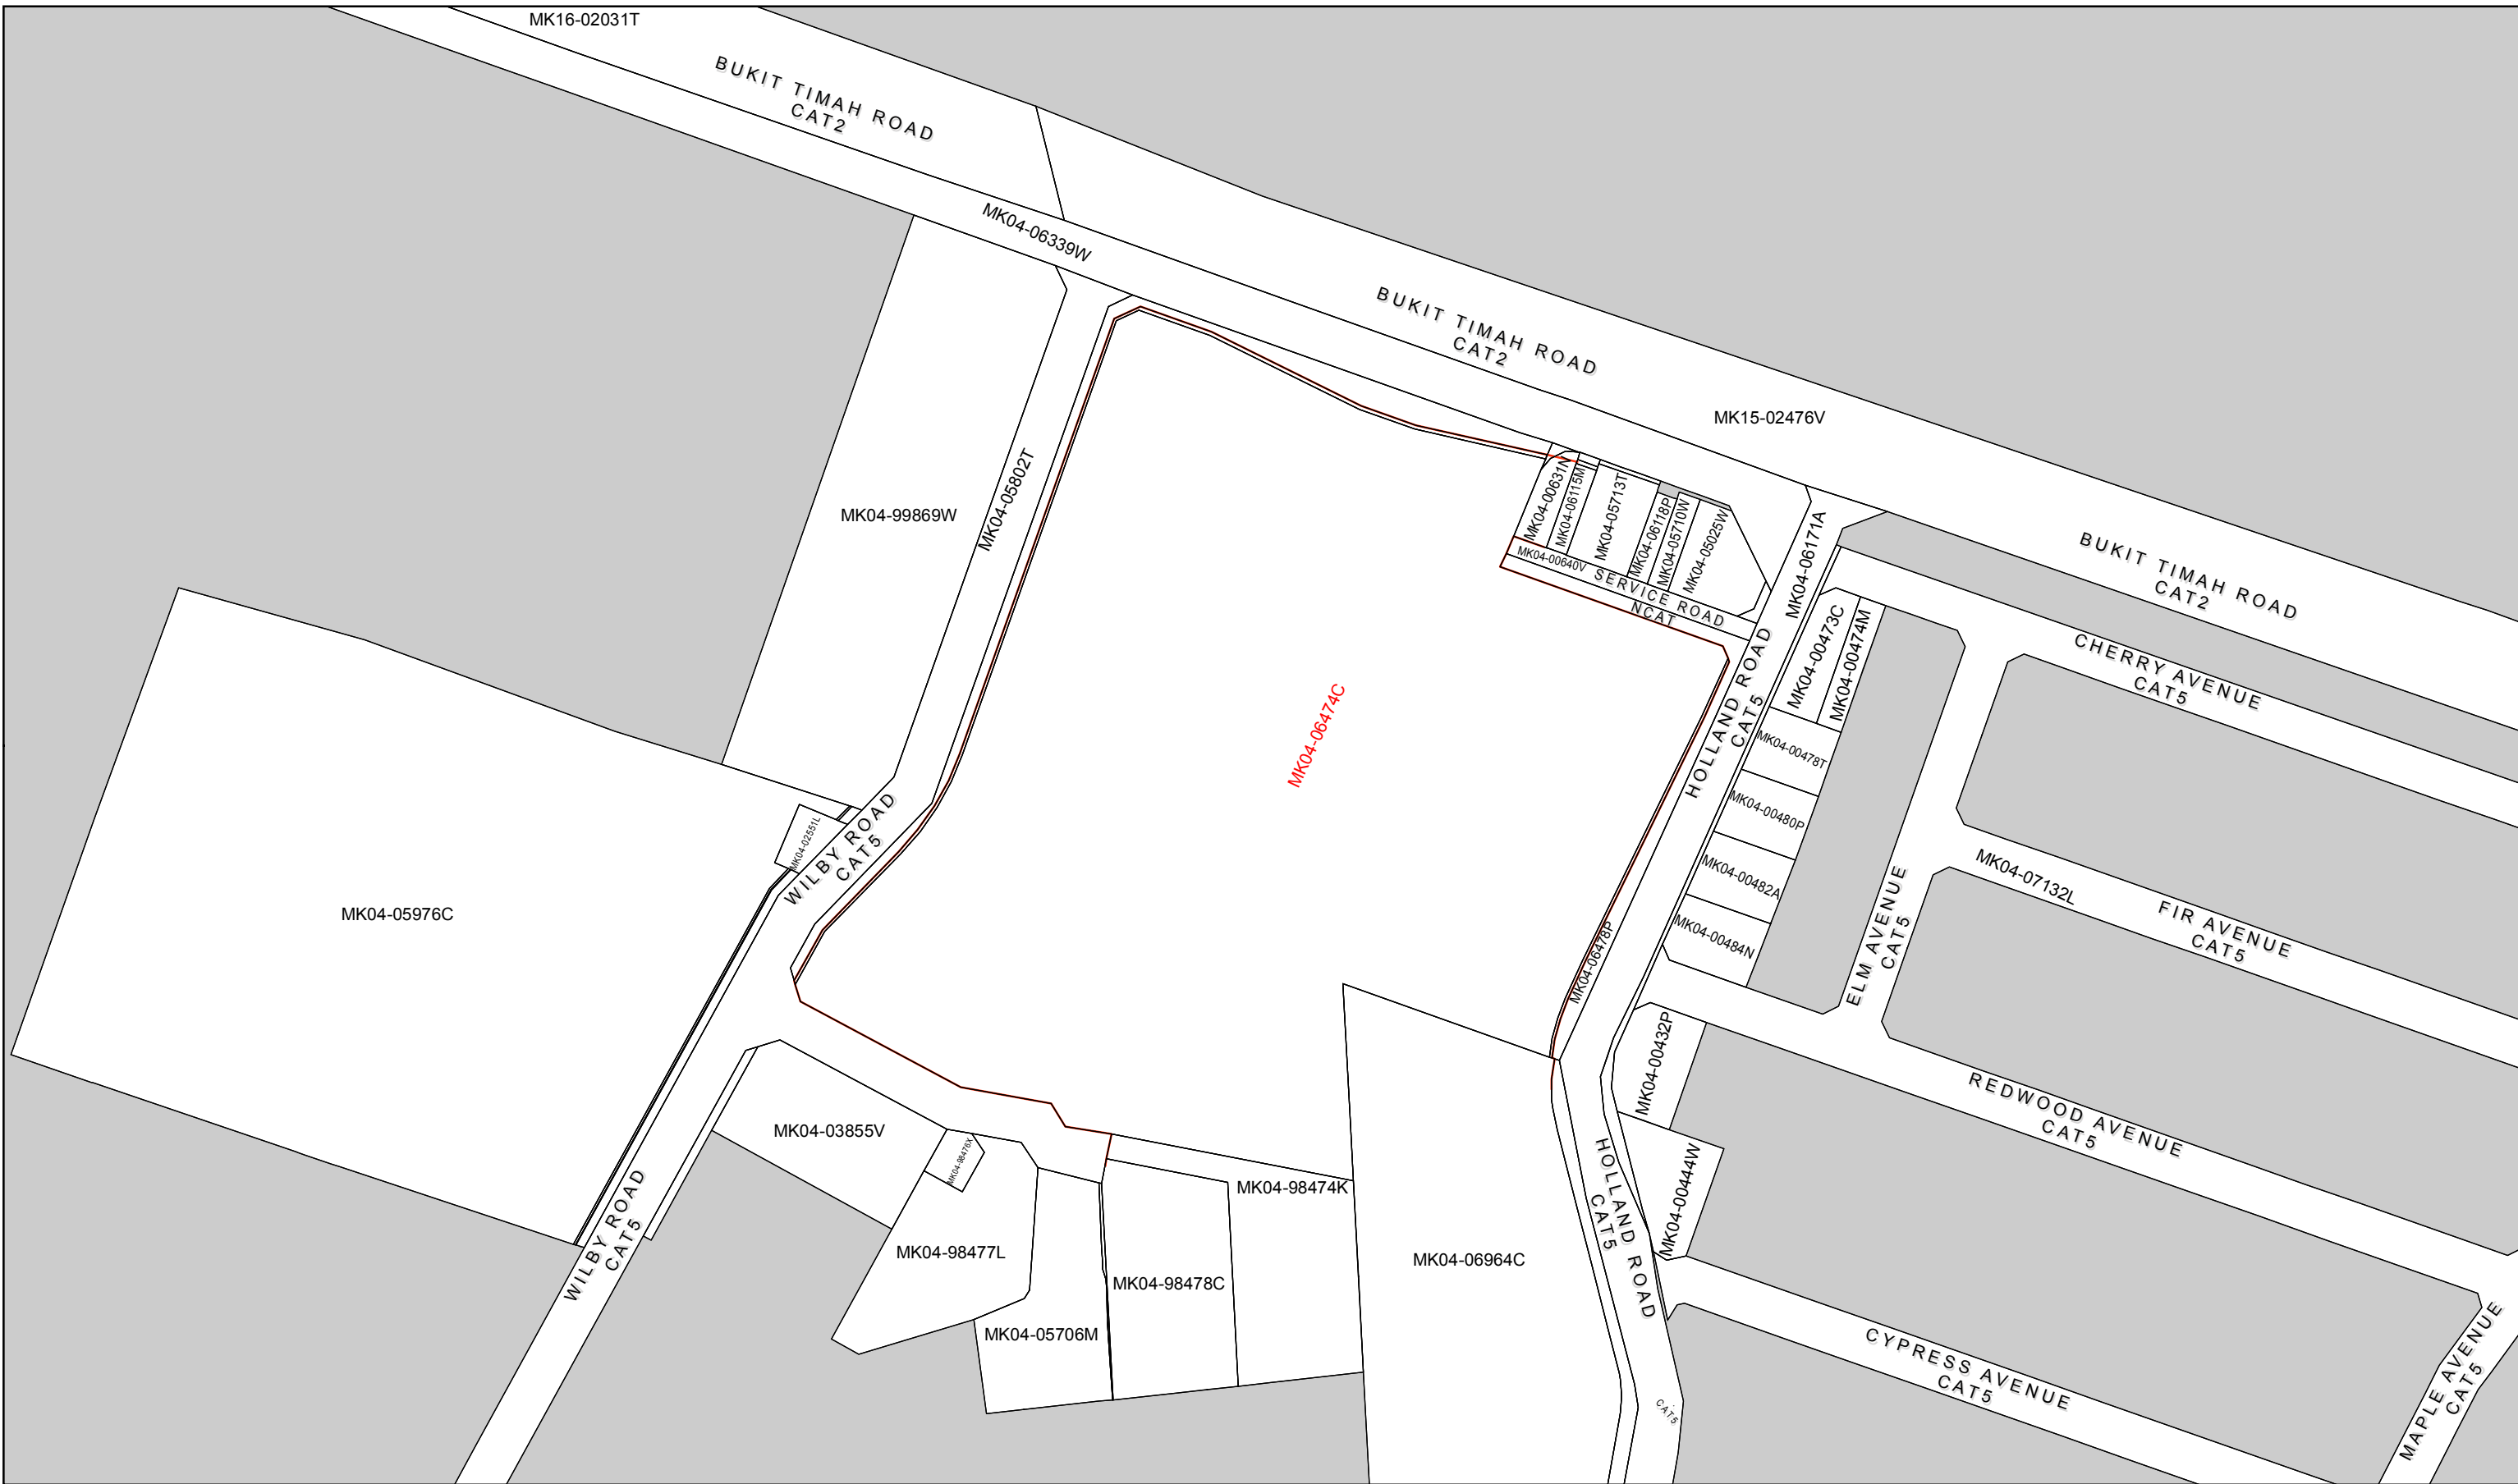 MK16-02031T
BUKIT TIMAH ROAD
CAT2
MK04-06339W
BUKIT TIMAH ROAD
CAT2
MK15-02476V
MK04-99869W
MK04-05802T
MK04-00631N
MK04-06115M
MK04-05713T
MK04-06118P
MK04-05710W
MK04-05025W
MK04-00640V
SERVICE ROAD
NCAT
MK04-06171A
BUKIT TIMAH ROAD
CAT2
HOLLAND ROAD
CAT5
MK04-00473C
MK04-00474M
CHERRY AVENUE
CAT5
MK04-06474C
MK04-00478T
MK04-00480P
MK04-00482A
MK04-00484N
MK04-02551L
WILBY ROAD
CAT5
MK04-05976C
MK04-06478P
ELM AVENUE
CAT5
MK04-07132L
FIR AVENUE
CAT5
MK04-00432P
REDWOOD AVENUE
CAT5
MK04-03855V
MK04-98476X
MK04-98477L
MK04-98474K
MK04-98478C
MK04-05706M
MK04-06964C
WILBY ROAD
CAT5
HOLLAND ROAD
CAT5
MK04-00444W
CYPRESS AVENUE
CAT5
MAPLE AVENUE
CAT5
CAT5